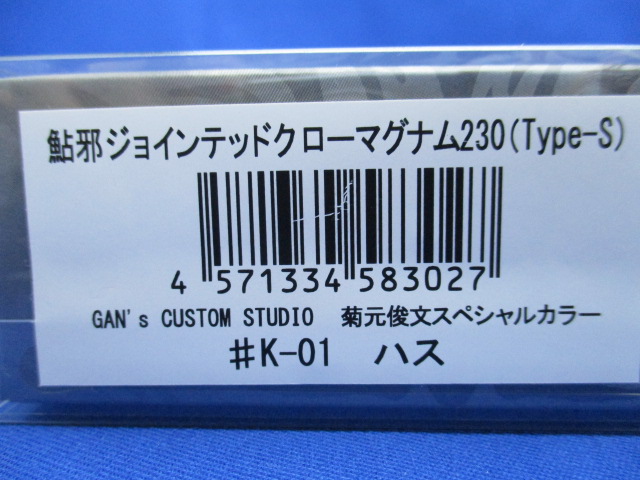 鮎邪ジョインテッドクローマグナム230(Type-S)
4 571334 583027
GAN's CUSTOM STUDIO 菊元俊文スペシャルカラー
♯K-01 ハス